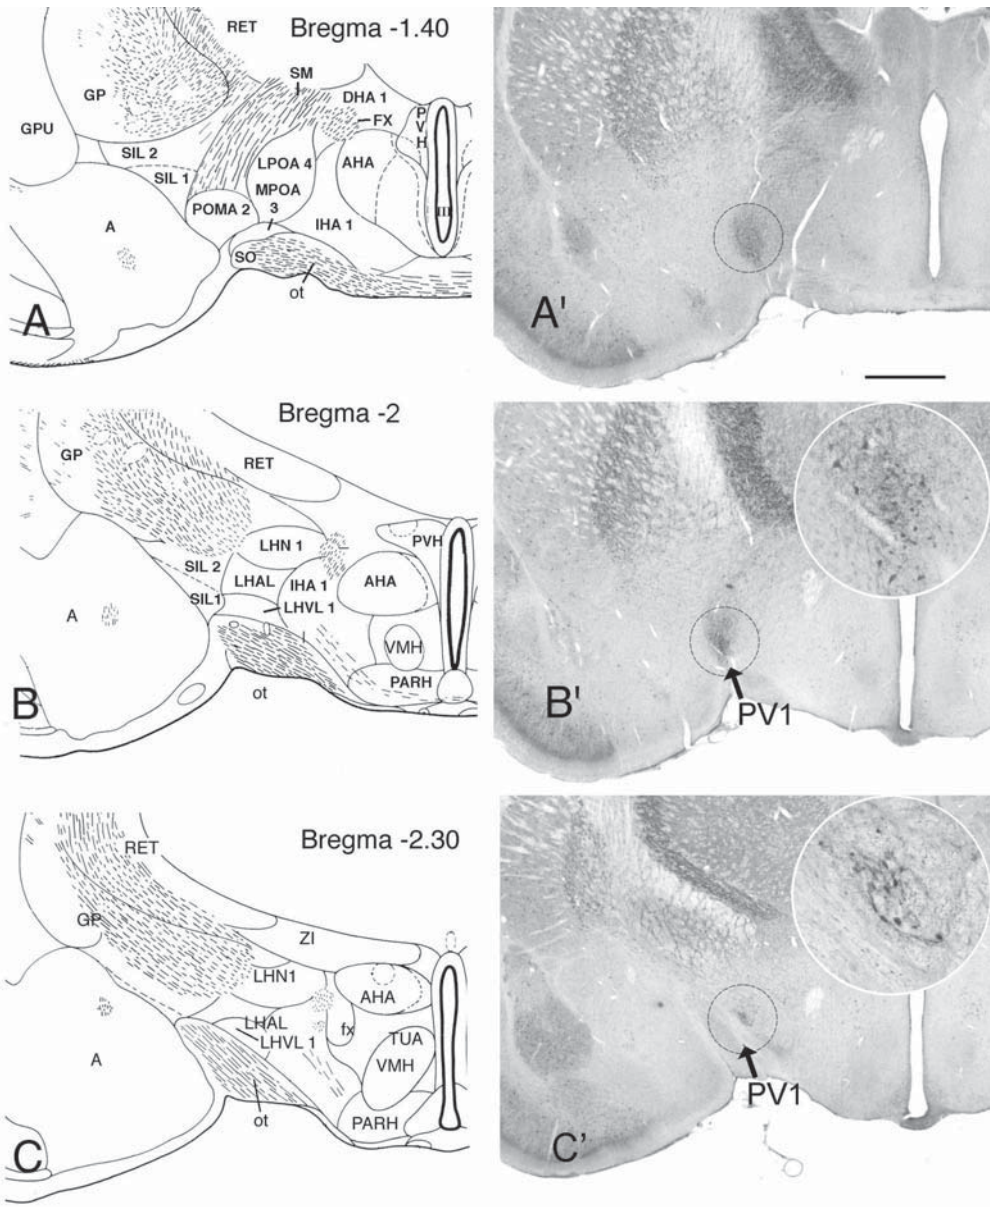 Bregma -1.40
RET
SM
GP
DHA 1
PVH
FX
GPU
SIL 2
LPOA 4
AHA
SIL 1
MPOA
3
POMA 2
III
A
IHA 1
SO
ot
A
A'
Bregma -2
GP
RET
PVH
LHN 1
SIL 2
LHAL
IHA 1
AHA
SIL1
LHVL 1
A
VMH
PARH
ot
B
B'
PV1
Bregma -2.30
RET
GP
ZI
LHN1
AHA
LHAL
fx
LHVL 1
TUA
VMH
A
ot
PARH
C
C'
PV1